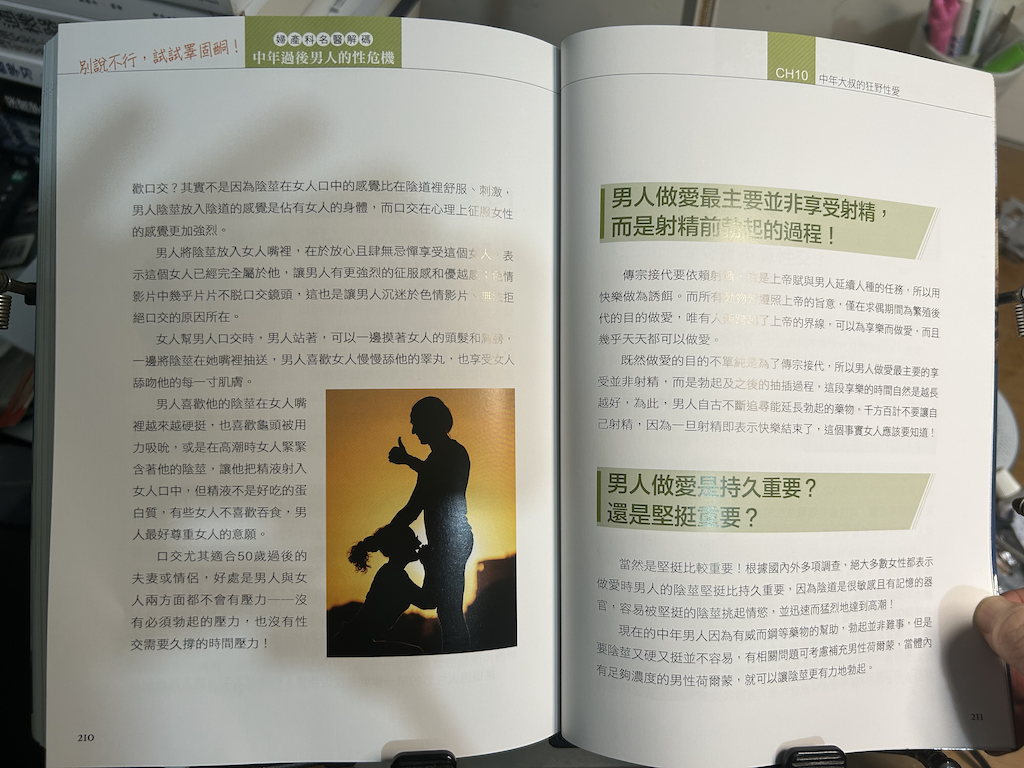 別說不行，試試睪固酮！
婦產科名醫解碼
中年過後男人的性危機
歡口交？其實不是因為陰莖在女人口中的感覺比在陰道裡舒服、刺激，
男人陰莖放入陰道的感覺是佔有女人的身體，而口交在心理上征服女性
的感覺更加強烈。
男人將陰莖放入女人嘴裡，在於放心且肆無忌憚享受這個女人，表
示這個女人已經完全屬於他，讓男人有更強烈的征服感和優越感；色情
影片中幾乎片片不脫口交鏡頭，這也是讓男人沉迷於色情影片、無法拒
絕口交的原因所在。
女人幫男人口交時，男人站著，可以一邊摸著女人的頭髮和肩膀，
一邊將陰莖在她嘴裡抽送，男人喜歡女人慢慢舔他的睪丸，也享受女人
舔吻他的每一寸肌膚。
男人喜歡他的陰莖在女人嘴
裡越來越硬挺，也喜歡龜頭被用
力吸吮，或是在高潮時女人緊緊
含著他的陰莖，讓他把精液射入
女人口中，但精液不是好吃的蛋
白質，有些女人不喜歡吞食，男
人最好尊重女人的意願。
口交尤其適合50歲過後的
夫妻或情侶，好處是男人與女
人兩方面都不會有壓力——沒
有必須勃起的壓力，也沒有性
交需要久撐的時間壓力！
210
CH10
中年大叔的狂野性愛
男人做愛最主要並非享受射精，
而是射精前勃起的過程！
傳宗接代要依賴射精，這是上帝賦與男人延續人種的任務，所以用
快樂做為誘餌。而所有動物都遵照上帝的旨意，僅在求偶期間為繁殖後
代的目的做愛，唯有人類跨越了上帝的界線，可以為享樂而做愛，而且
幾乎天天都可以做愛。
既然做愛的目的不單純是為了傳宗接代，所以男人做愛最主要的享
受並非射精，而是勃起及之後的抽插過程，這段享樂的時間自然是越長
越好，為此，男人自古不斷追尋能延長勃起的藥物，千方百計不要讓自
己射精，因為一旦射精即表示快樂結束了，這個事實女人應該要知道！
男人做愛是持久重要？
還是堅挺重要？
當然是堅挺比較重要！根據國內外多項調查，絕大多數女性都表示
做愛時男人的陰莖堅挺比持久重要，因為陰道是很敏感且有記憶的器
官，容易被堅挺的陰莖挑起情慾，並迅速而猛烈地達到高潮！
現在的中年男人因為有威而鋼等藥物的幫助，勃起並非難事，但是
要陰莖又硬又挺並不容易，有相關問題可考慮補充男性荷爾蒙，當體內
有足夠濃度的男性荷爾蒙，就可以讓陰莖更有力地勃起。
211